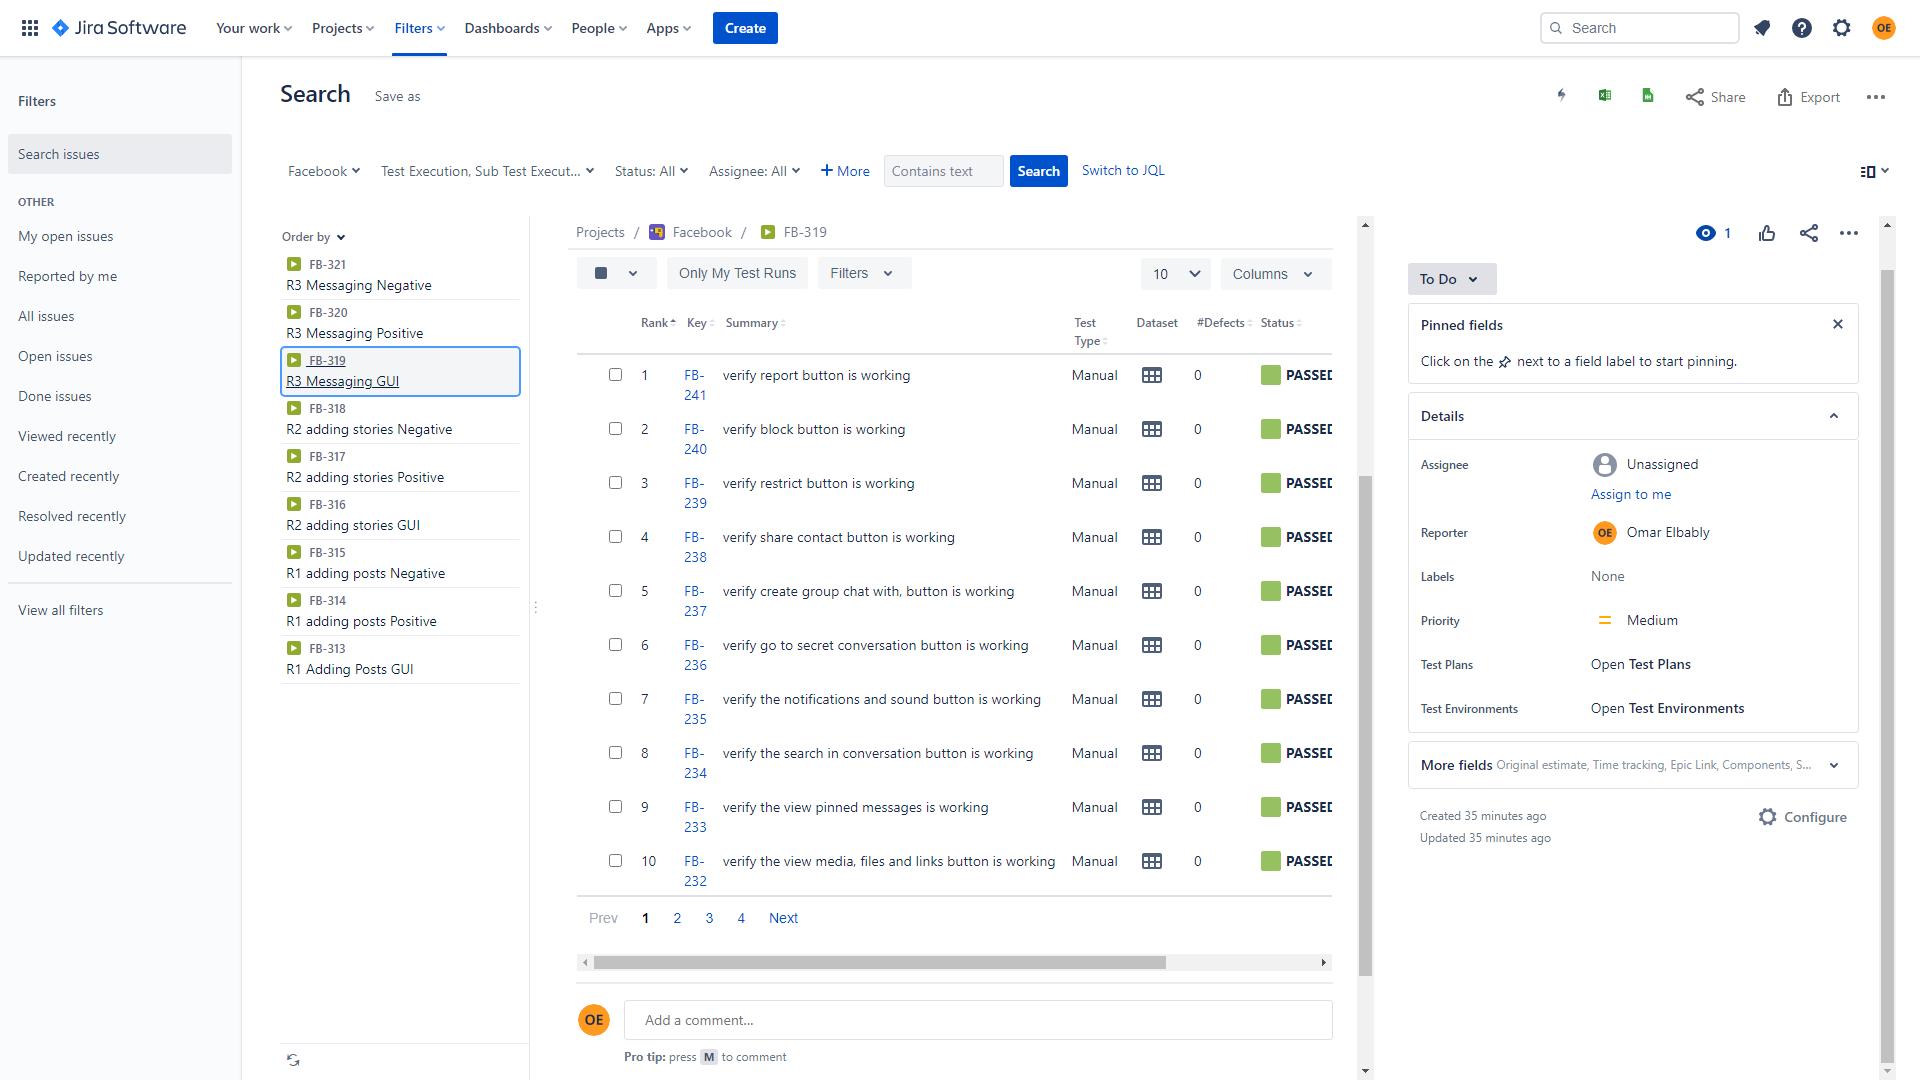 Jira Software
Your work
Projects
Filters
Dashboards
People
Apps
Create
Search
OE
Filters
Search issues
OTHER
My open issues
Reported by me
All issues
Open issues
Done issues
Viewed recently
Created recently
Resolved recently
Updated recently
View all filters
Search
Save as
Share
Export
Facebook
Test Execution, Sub Test Execut...
Status: All
Assignee: All
More
Contains text
Search
Switch to JQL
Order by
FB-321
R3 Messaging Negative
FB-320
R3 Messaging Positive
FB-319
R3 Messaging GUI
FB-318
R2 adding stories Negative
FB-317
R2 adding stories Positive
FB-316
R2 adding stories GUI
FB-315
R1 adding posts Negative
FB-314
R1 adding posts Positive
FB-313
R1 Adding Posts GUI
Projects / Facebook / FB-319
Only My Test Runs
Filters
10
Columns
Rank Key Summary Test Type Dataset #Defects Status
1 FB-241 verify report button is working Manual 0 PASSED
2 FB-240 verify block button is working Manual 0 PASSED
3 FB-239 verify restrict button is working Manual 0 PASSED
4 FB-238 verify share contact button is working Manual 0 PASSED
5 FB-237 verify create group chat with, button is working Manual 0 PASSED
6 FB-236 verify go to secret conversation button is working Manual 0 PASSED
7 FB-235 verify the notifications and sound button is working Manual 0 PASSED
8 FB-234 verify the search in conversation button is working Manual 0 PASSED
9 FB-233 verify the view pinned messages is working Manual 0 PASSED
10 FB-232 verify the view media, files and links button is working Manual 0 PASSED
Prev 1 2 3 4 Next
OE
Add a comment...
Pro tip: press M to comment
1
To Do
Pinned fields
Click on the next to a field label to start pinning.
Details
Assignee
Unassigned
Assign to me
Reporter
OE Omar Elbably
Labels
None
Priority
Medium
Test Plans
Open Test Plans
Test Environments
Open Test Environments
More fields Original estimate, Time tracking, Epic Link, Components, S...
Created 35 minutes ago
Updated 35 minutes ago
Configure